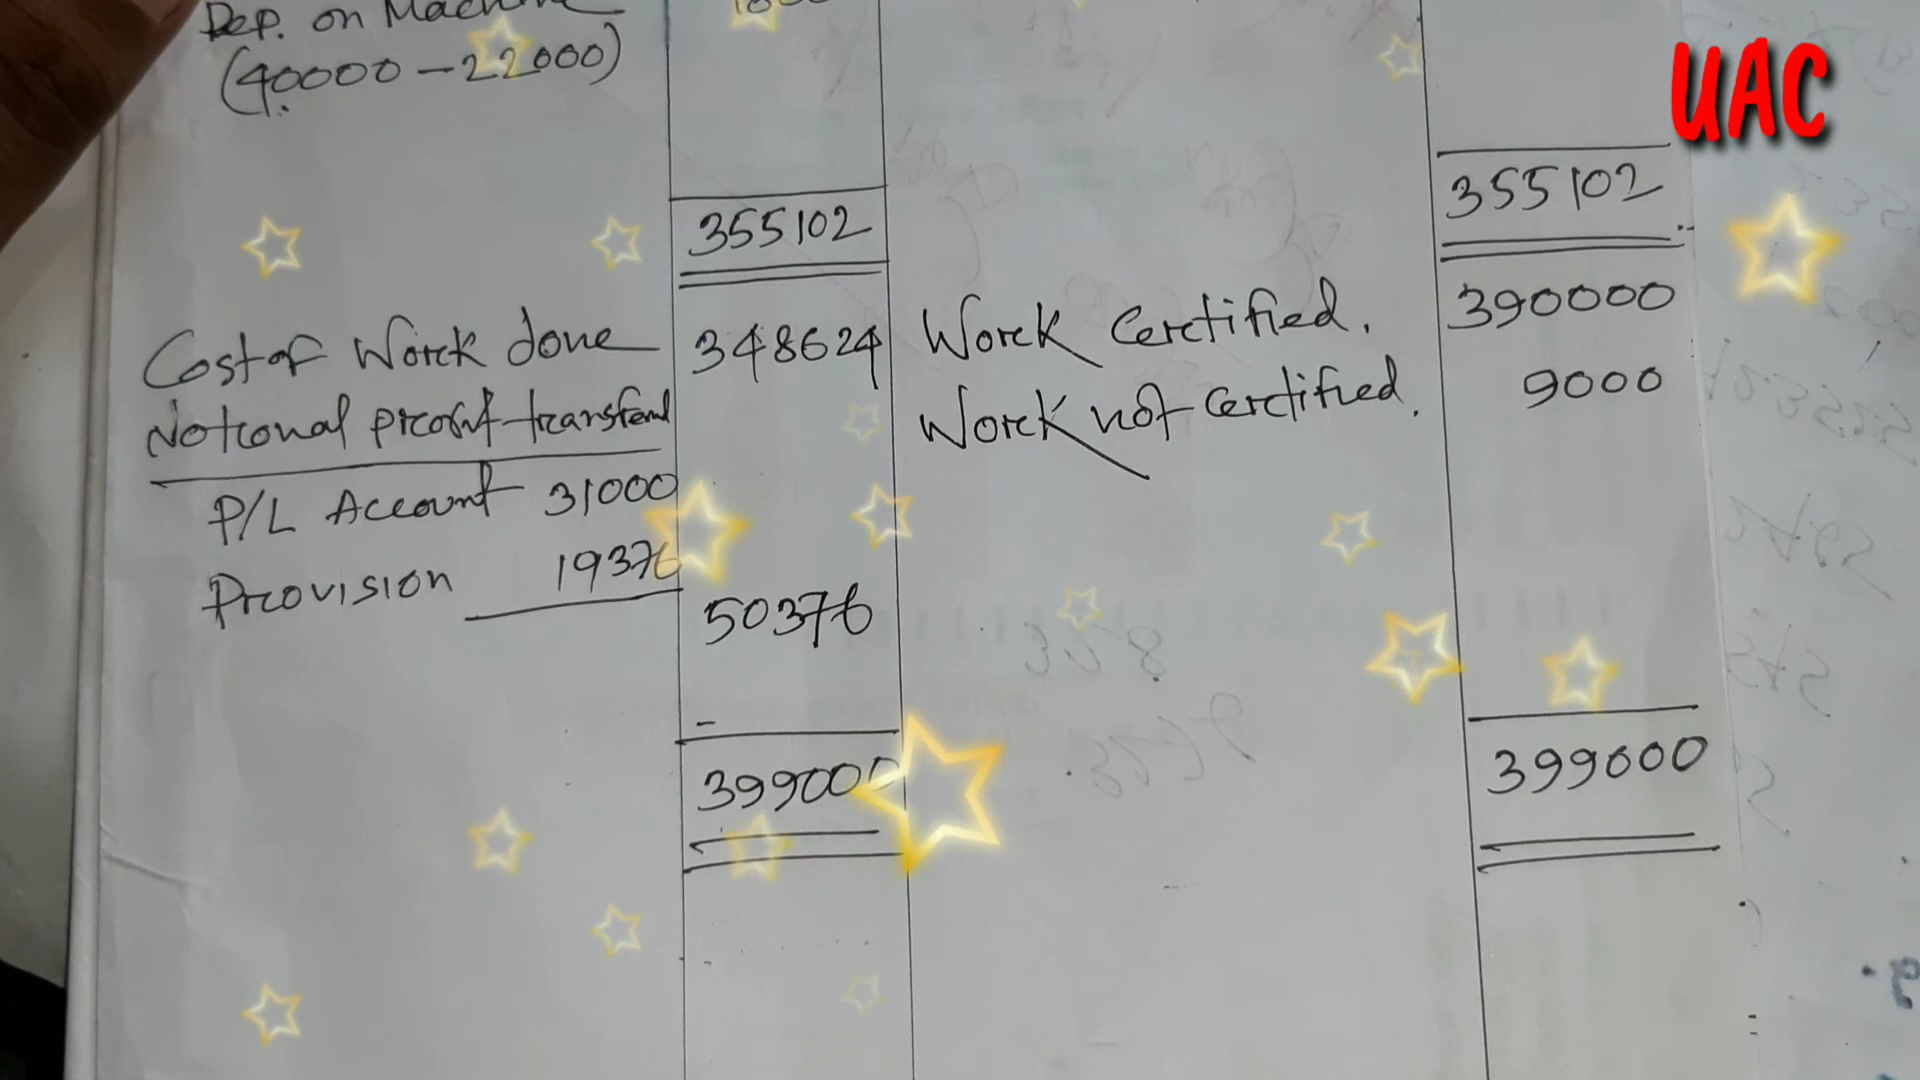 Dep. on Machine
(40000-22000)
UAC
355102
355102
Cost of Work done 348624 Work Certified. 390000
Notional profit transferred Work not Certified. 9000
P/L Account 31000
Provision 19376
50376
-
399000
399000